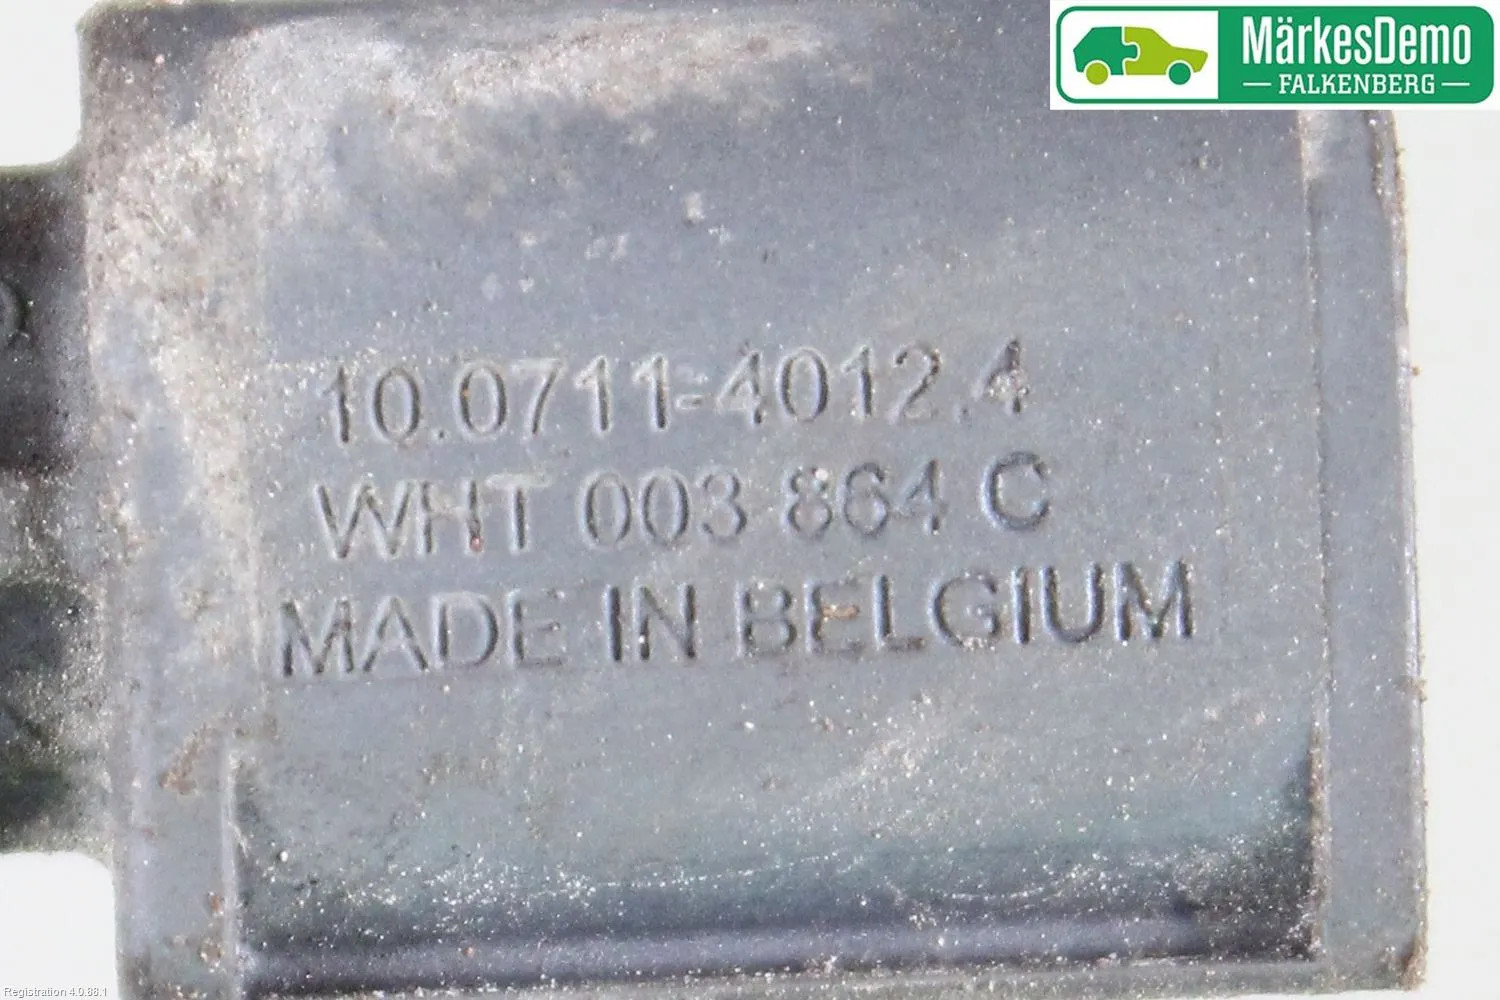 MärkesDemo
FALKENBERG
10.0711-4012.4
WHT 003 864 C
MADE IN BELGIUM
Registration 4.0.88.1